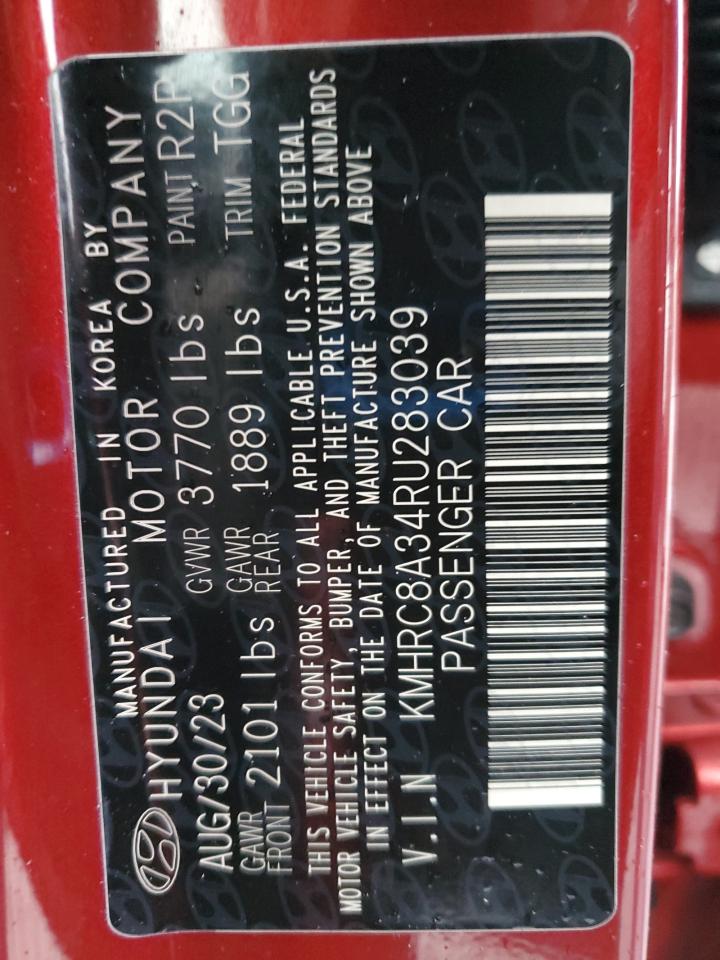 MANUFACTURED IN KOREA BY
HYUNDAI MOTOR COMPANY
AUG/30/23 GVWR 3770 lbs PAINT R2P
GAWR FRONT 2101 lbs GAWR REAR 1889 lbs TRIM TGG
THIS VEHICLE CONFORMS TO ALL APPLICABLE U.S.A. FEDERAL
MOTOR VEHICLE SAFETY, BUMPER, AND THEFT PREVENTION STANDARDS
IN EFFECT ON THE DATE OF MANUFACTURE SHOWN ABOVE
V.I.N KMHRC8A34RU283039
PASSENGER CAR